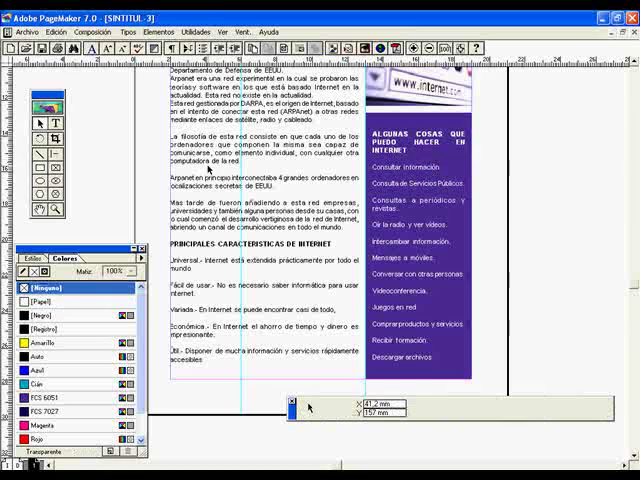 Adobe PageMaker 7.0 - [SINTITUL-3]
Archivo Edición Composición Tipos Elemento Utilidades Ver Vent. Ayuda
Departamento de Defensa de EEUU.
Arpanet era una red experimental en la cual se probaron las
teorías y software en los que está basado Internet en la
actualidad. Esta red no existe en la actualidad.
Esta red gestionada por DARPA, es el origen de Internet, basado
en el intento de conectar esta red (ARPAnet) a otras redes
mediante enlaces de satélite, radio y cableado.
La filosofía de esta red consiste en que cada uno de los
ordenadores que componen la misma sea capaz de
comunicarse, como elemento individual, con cualquier otra
computadora de la red.
Arpanet en principio interconectaba 4 grandes ordenadores en
localizaciones secretas de EEUU.
Mas tarde de fueron añadiendo a esta red empresas,
universidades y también alguna personas desde su casas, con
lo cual comenzó el desarrollo vertiginosa de la red de Internet,
abriendo un canal de comunicaciones en todo el mundo.
PRINCIPALES CARACTERISTICAS DE INTERNET
Universal.- Internet está extendida prácticamente por todo el
mundo
Fácil de usar.- No es necesario saber informática para usar
Internet.
Variada.- En Internet se puede encontrar casi de todo,
Económica.- En Internet el ahorro de tiempo y dinero es
impresionante.
Útil.- Disponer de mucha información y servicios rápidamente
accesibles
www.internet.com
ALGUNAS COSAS QUE
PUEDO HACER EN
INTERNET
Consultar información
Consulta de Servicios Públicos.
Consultas a periódicos y
revistas.
Oir la radio y ver vídeos.
Intercambiar información.
Mensajes a móviles.
Conversar con otras personas
Videoconferencia.
Juegos en red
Comprar productos y servicios
Recibir formación.
Descargar archivos
Estilos Colores
Matiz: 100%
[Ninguno]
[Papel]
[Negro]
[Registro]
Amarillo
Auto
Azul
Cián
FCS 6051
FCS 7027
Magenta
Rojo
Transparente
X 41,2 mm
Y 157 mm